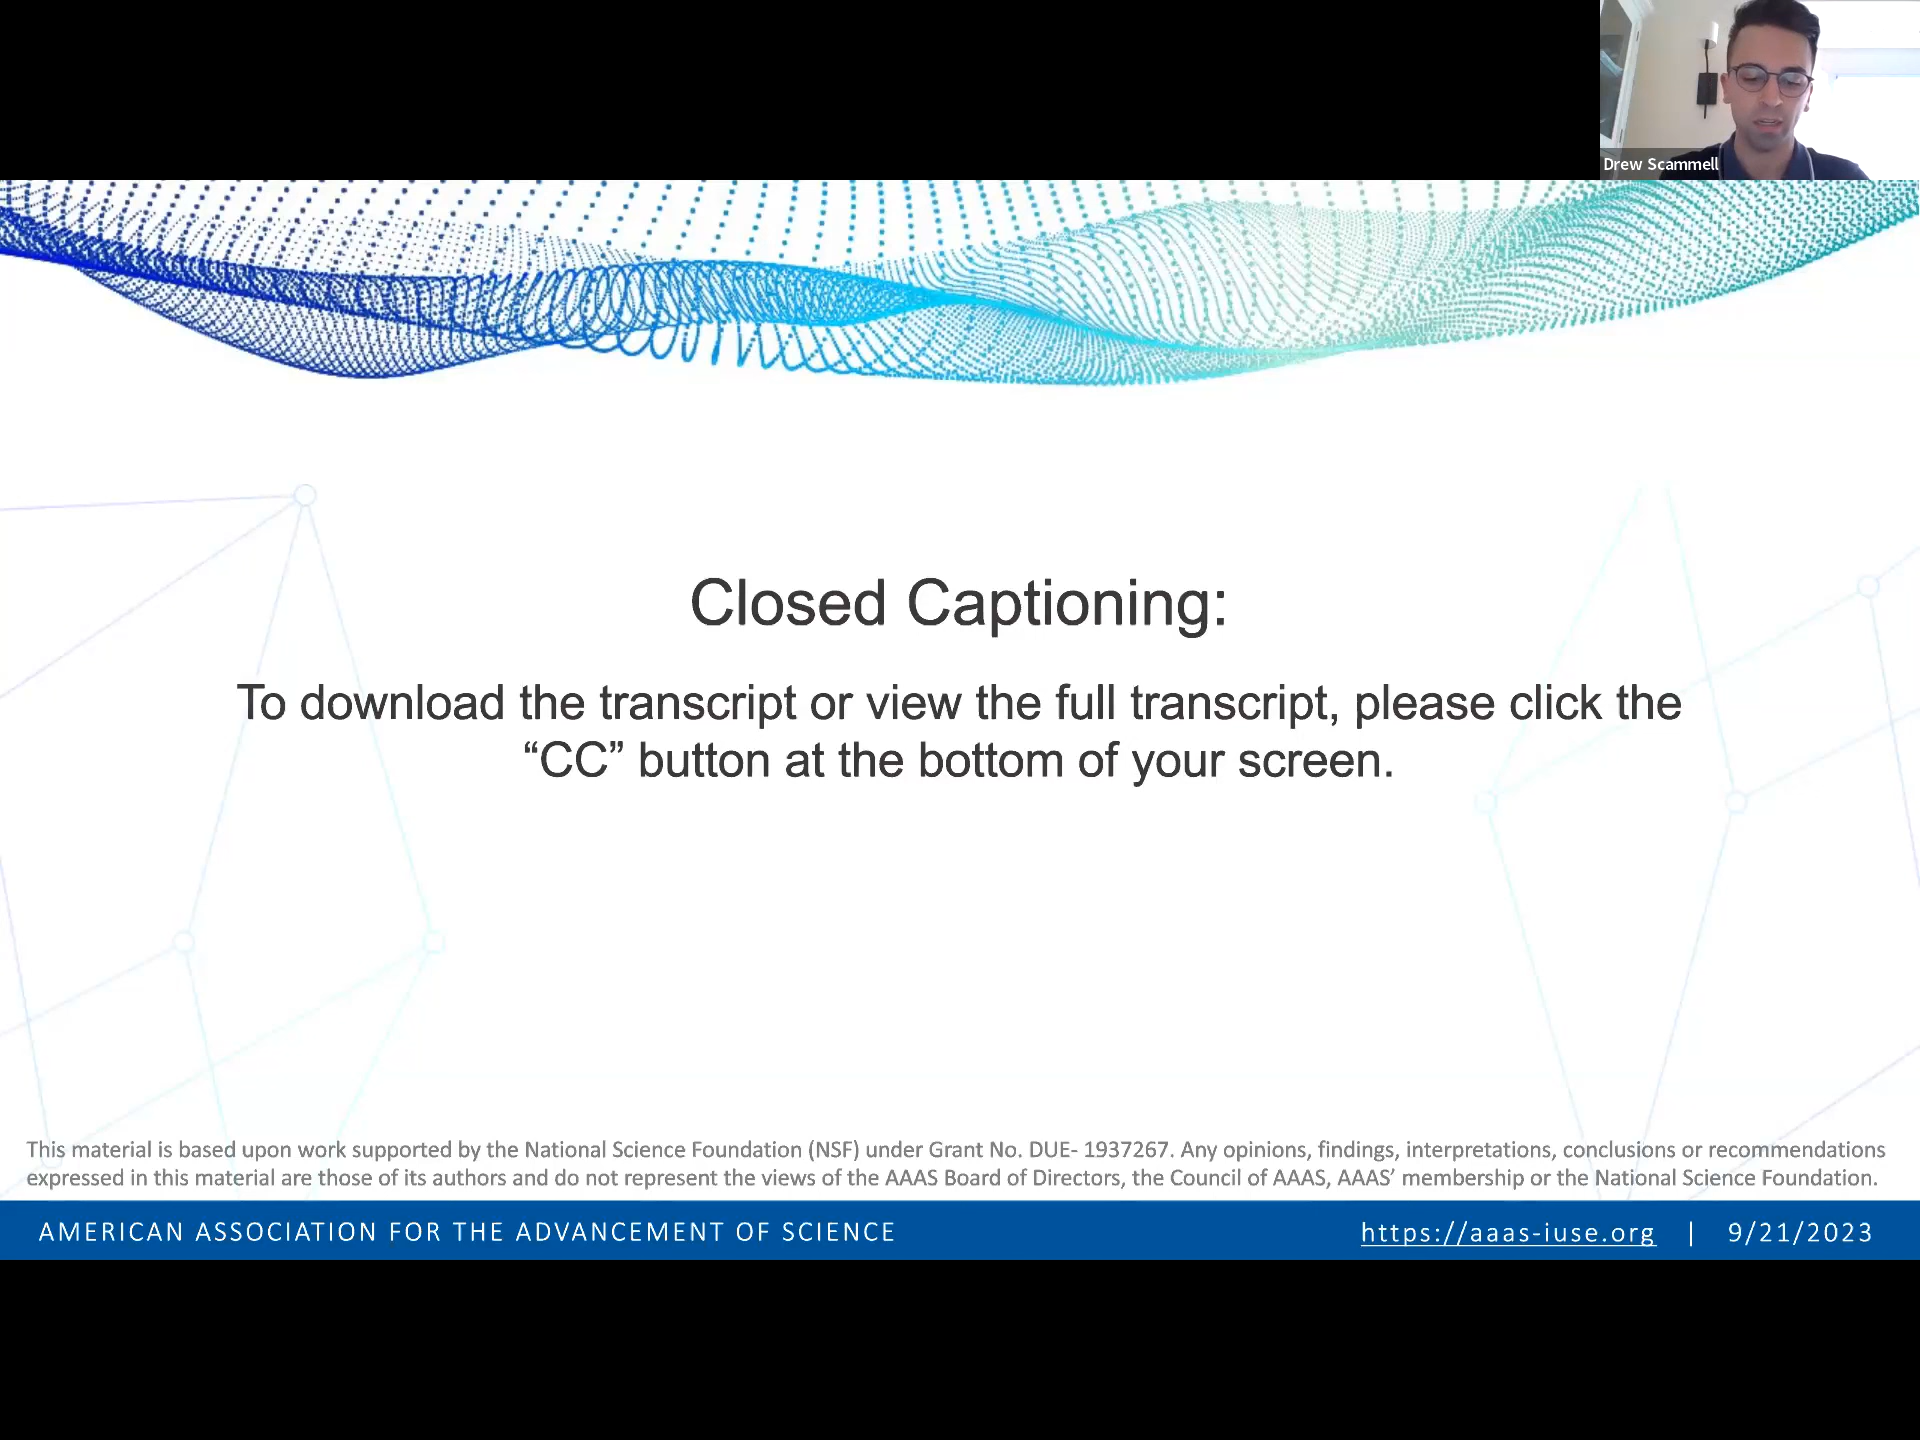 Drew Scammell
Closed Captioning:
To download the transcript or view the full transcript, please click the
“CC” button at the bottom of your screen.
This material is based upon work supported by the National Science Foundation (NSF) under Grant No. DUE- 1937267. Any opinions, findings, interpretations, conclusions or recommendations
expressed in this material are those of its authors and do not represent the views of the AAAS Board of Directors, the Council of AAAS, AAAS’ membership or the National Science Foundation.
AMERICAN ASSOCIATION FOR THE ADVANCEMENT OF SCIENCE
https://aaas-iuse.org | 9/21/2023